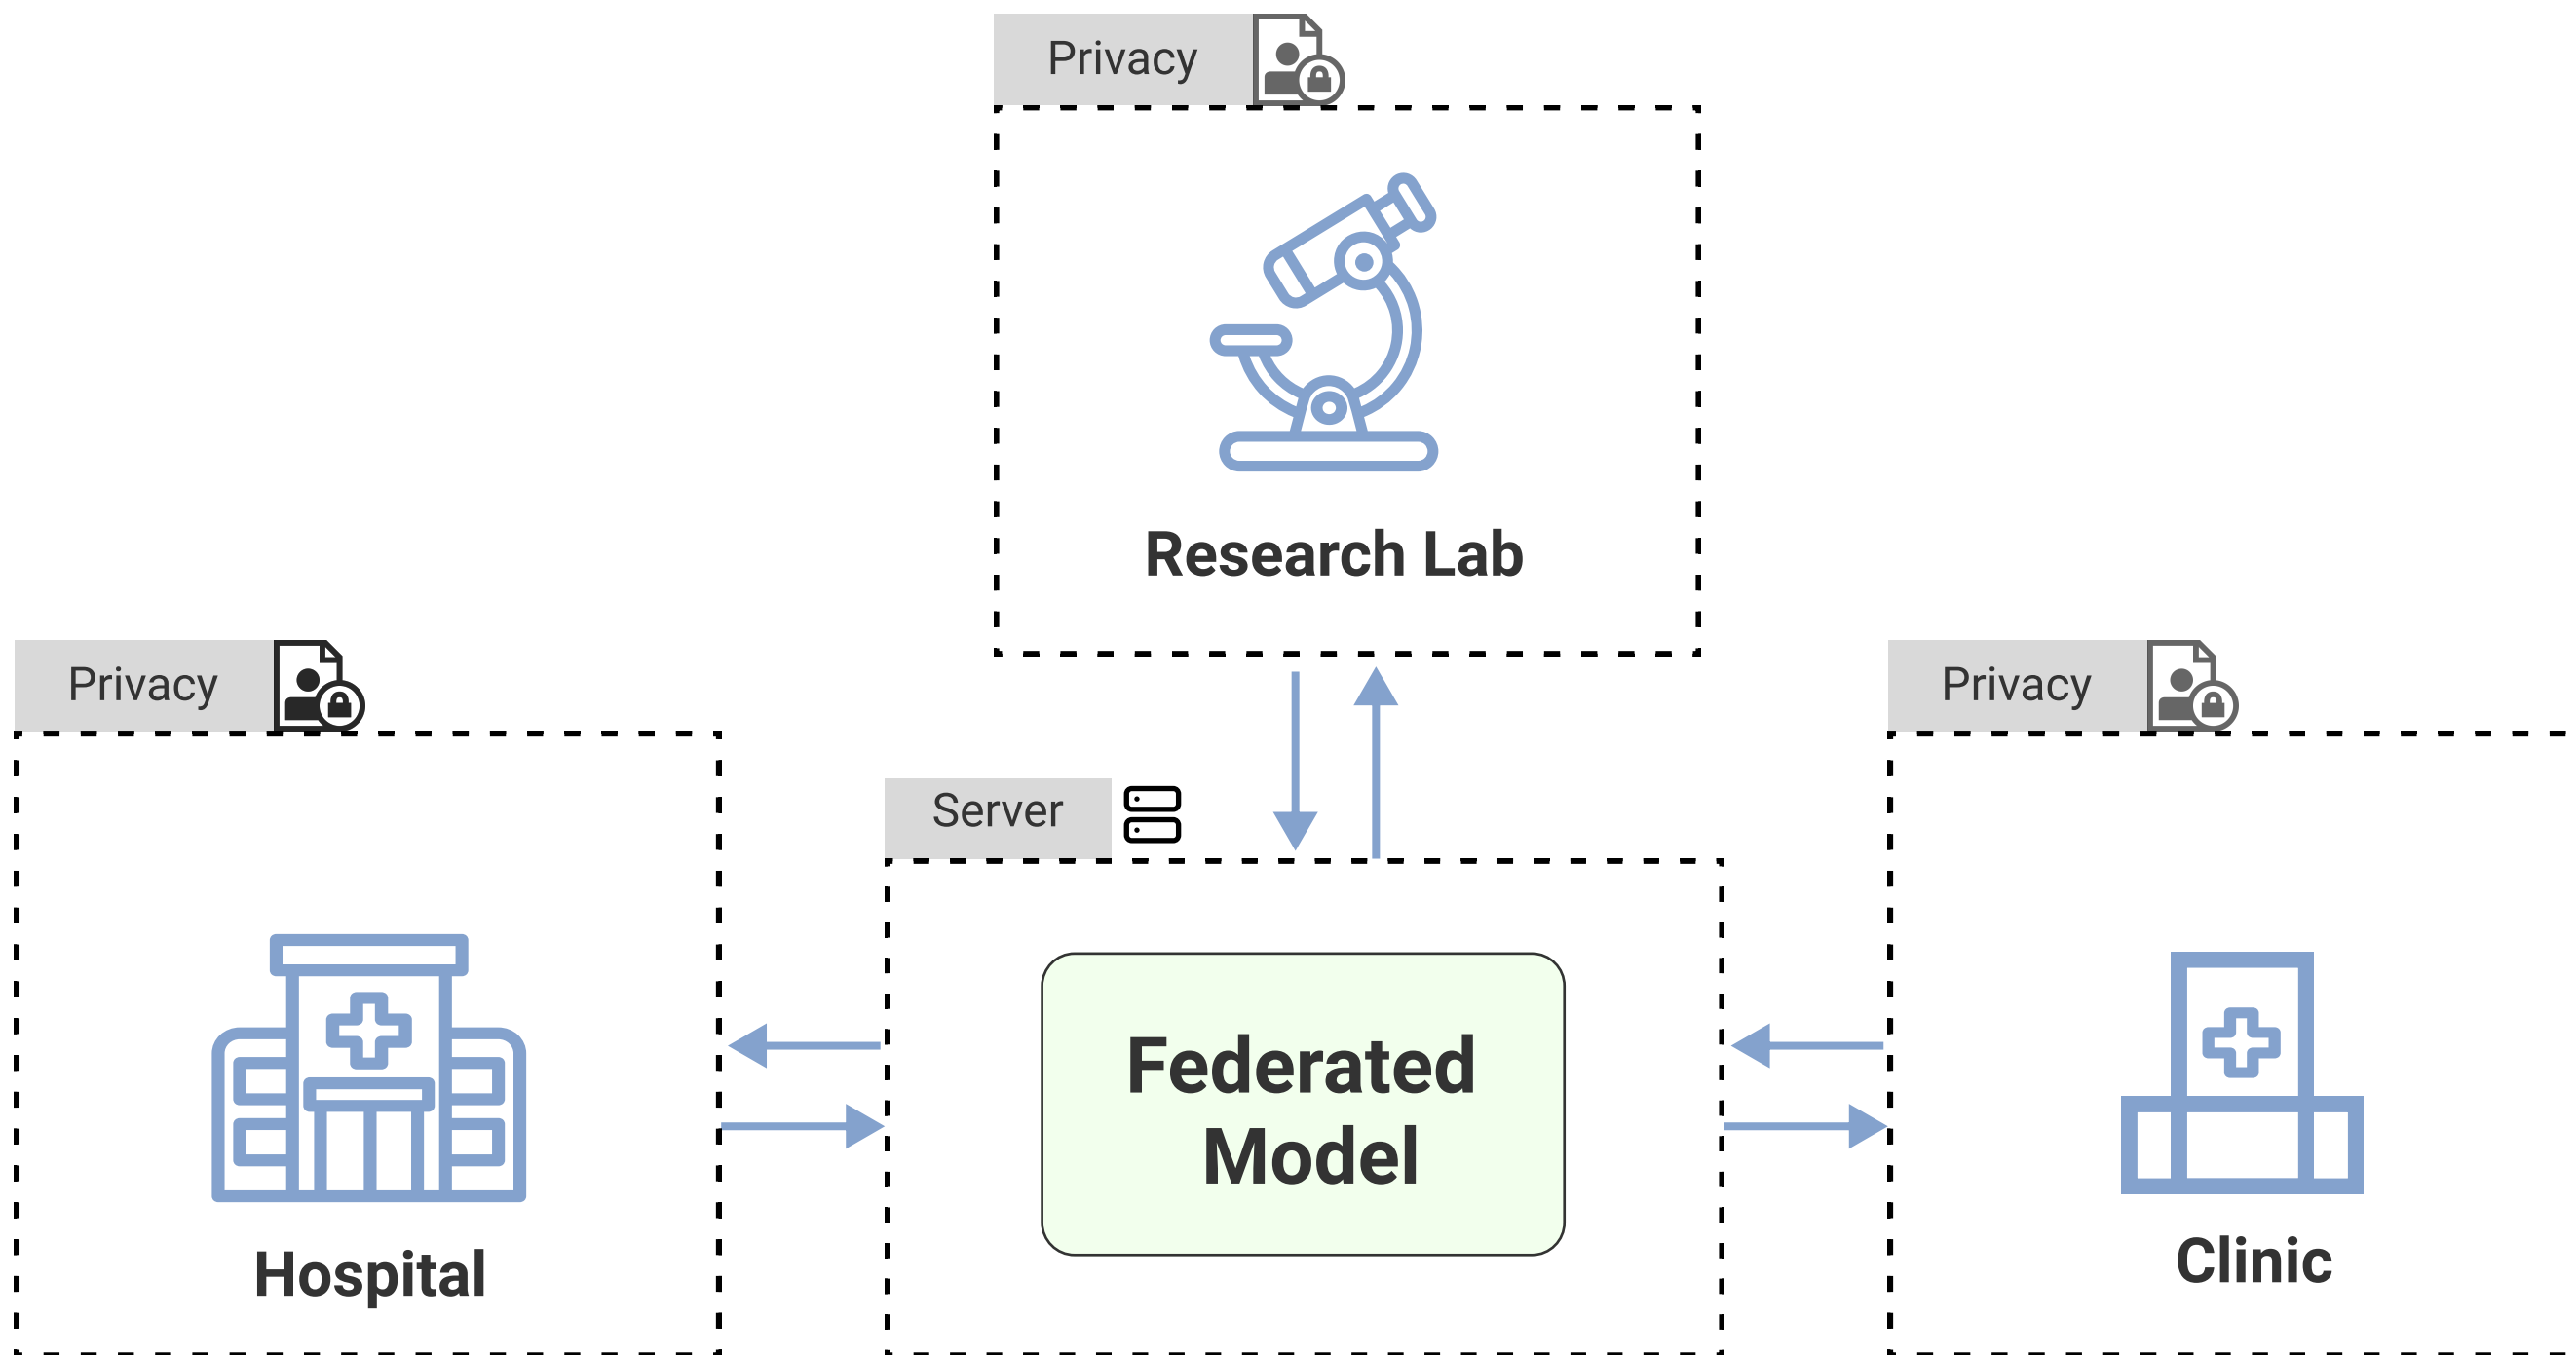 Privacy
Research Lab
Privacy
Privacy
Server
Federated
Model
Hospital
Clinic